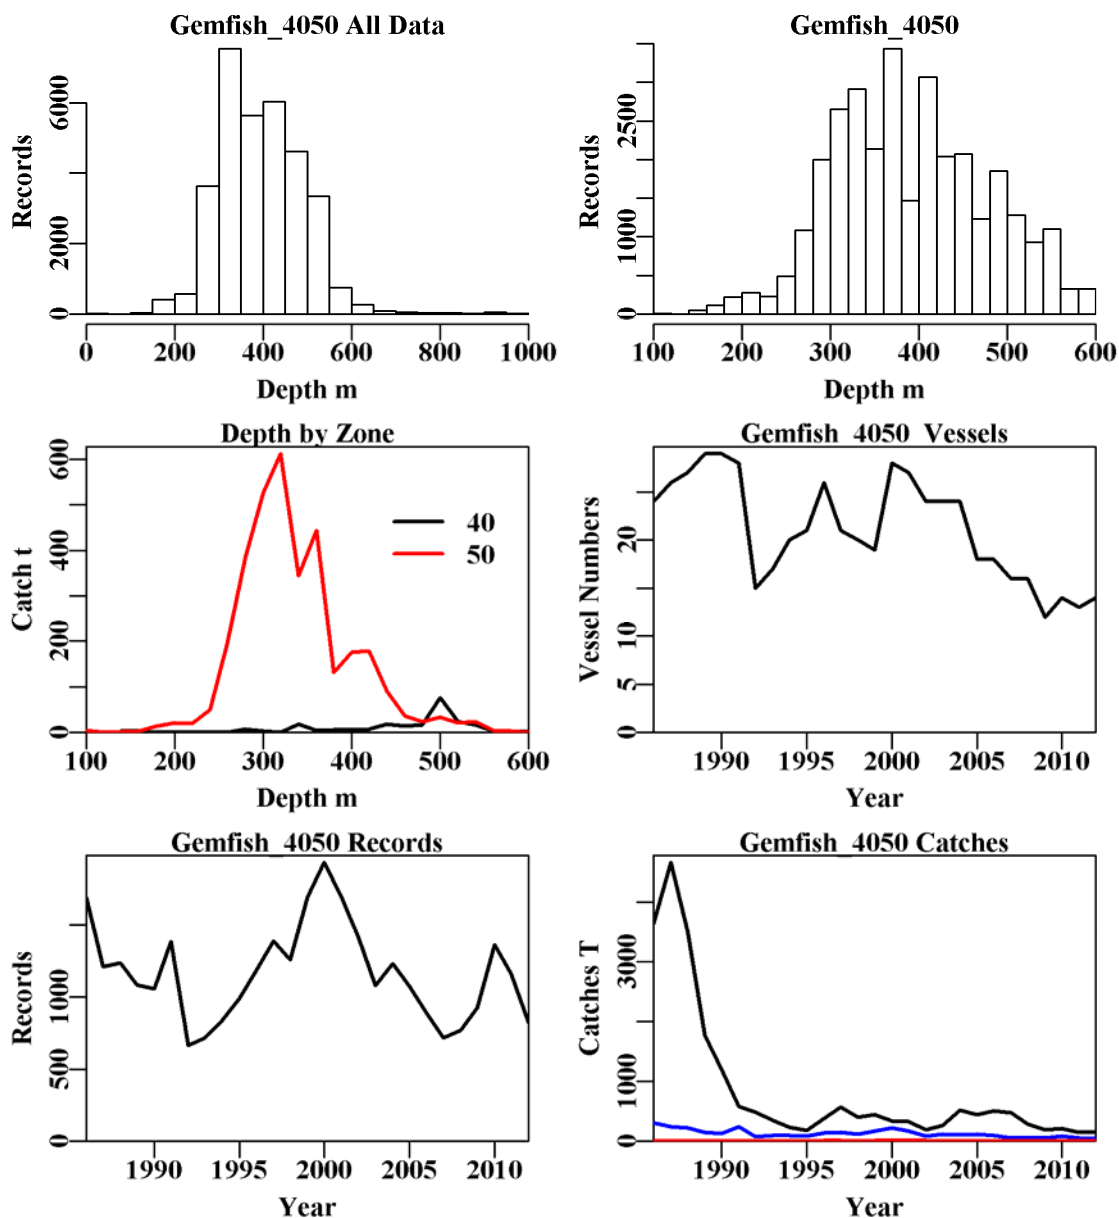 Gemfish_4050 All Data
Records
0 2000 6000
0 200 400 600 800 1000
Depth m
Gemfish_4050
Records
0 1000 2500
100 200 300 400 500 600
Depth m
Depth by Zone
Catch t
0 200 400 600
40
50
100 200 300 400 500 600
Depth m
Gemfish_4050_Vessels
Vessel Numbers
0 5 10 20
1990 1995 2000 2005 2010
Year
Gemfish_4050 Records
Records
0 500 1000
1990 1995 2000 2005 2010
Year
Gemfish_4050 Catches
Catches T
0 1000 3000
1990 1995 2000 2005 2010
Year